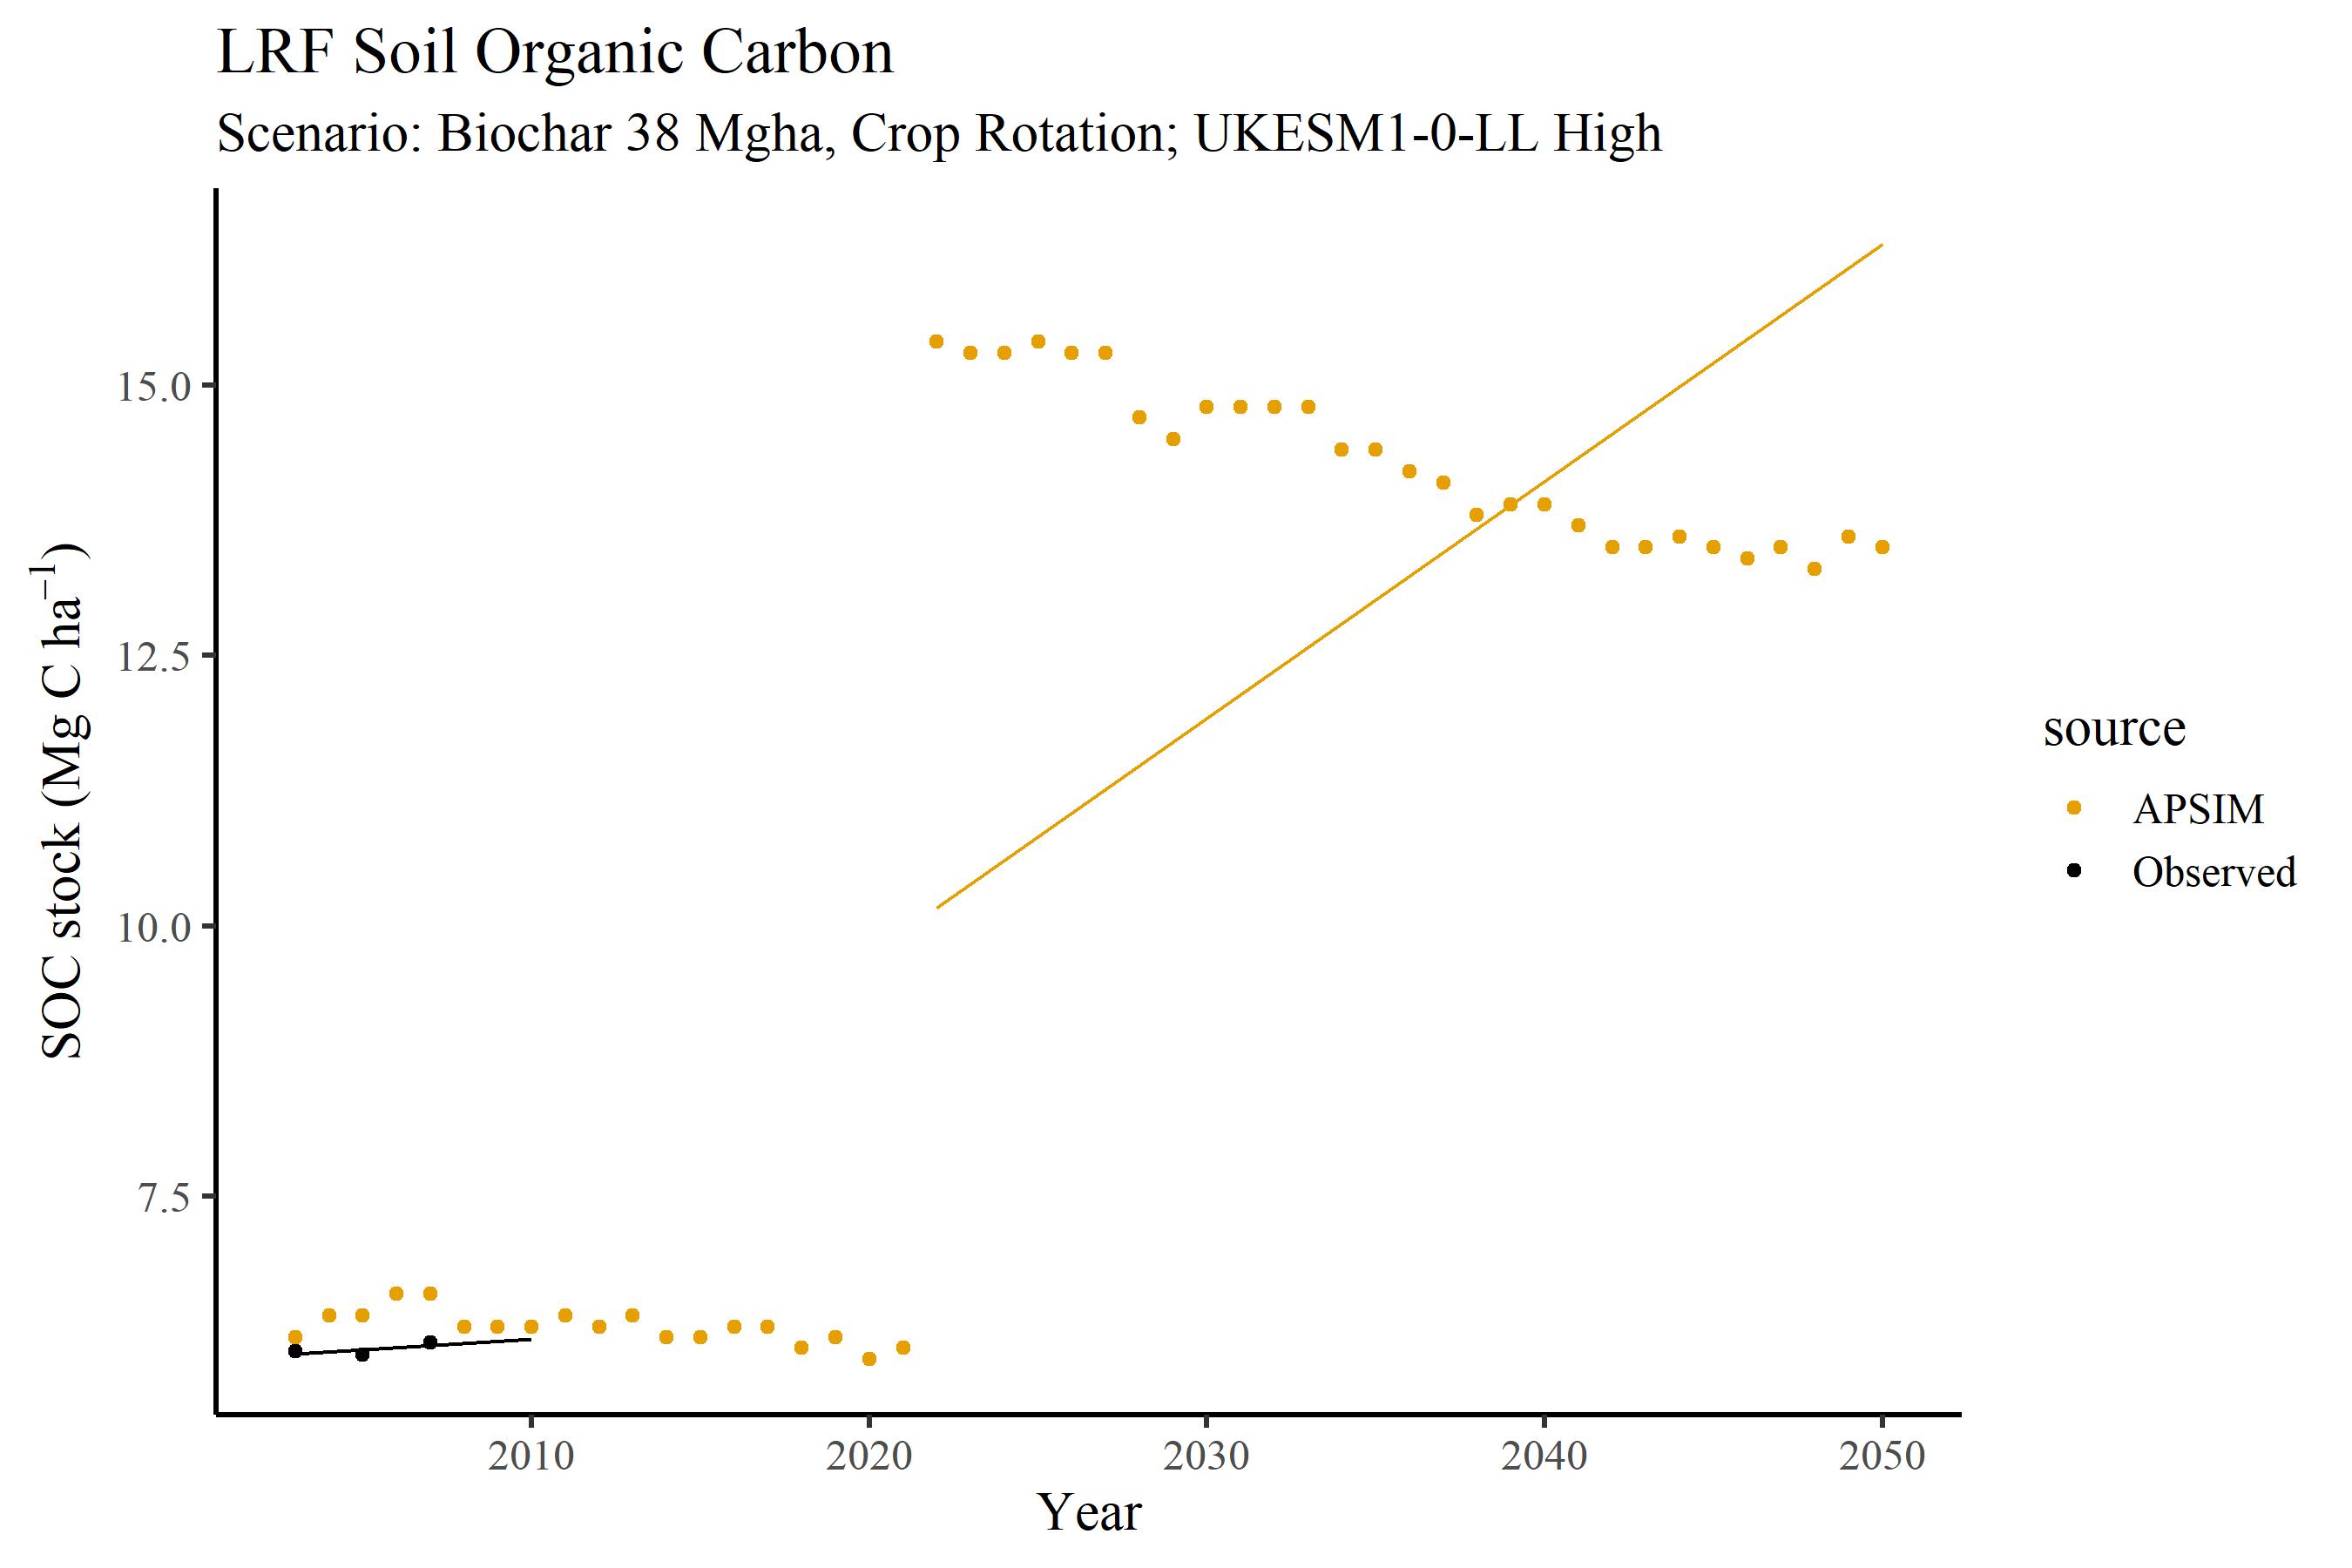 LRF Soil Organic Carbon
Scenario: Biochar 38 Mgha, Crop Rotation; UKESM1-0-LL High
SOC stock (Mg C ha⁻¹)
15.0
12.5
10.0
7.5
2010 2020 2030 2040 2050
Year
source
APSIM
Observed